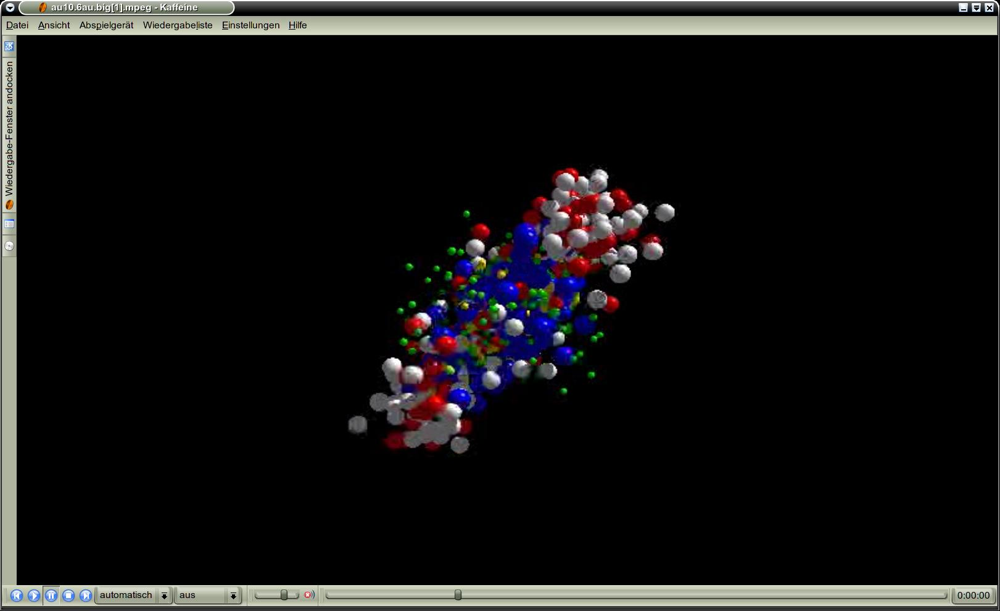 au10.6au.big[1].mpeg - Kaffeine
Datei Ansicht Abspielgerät Wiedergabeliste Einstellungen Hilfe
Wiedergabe-Fenster andocken
automatisch aus 0:00:00